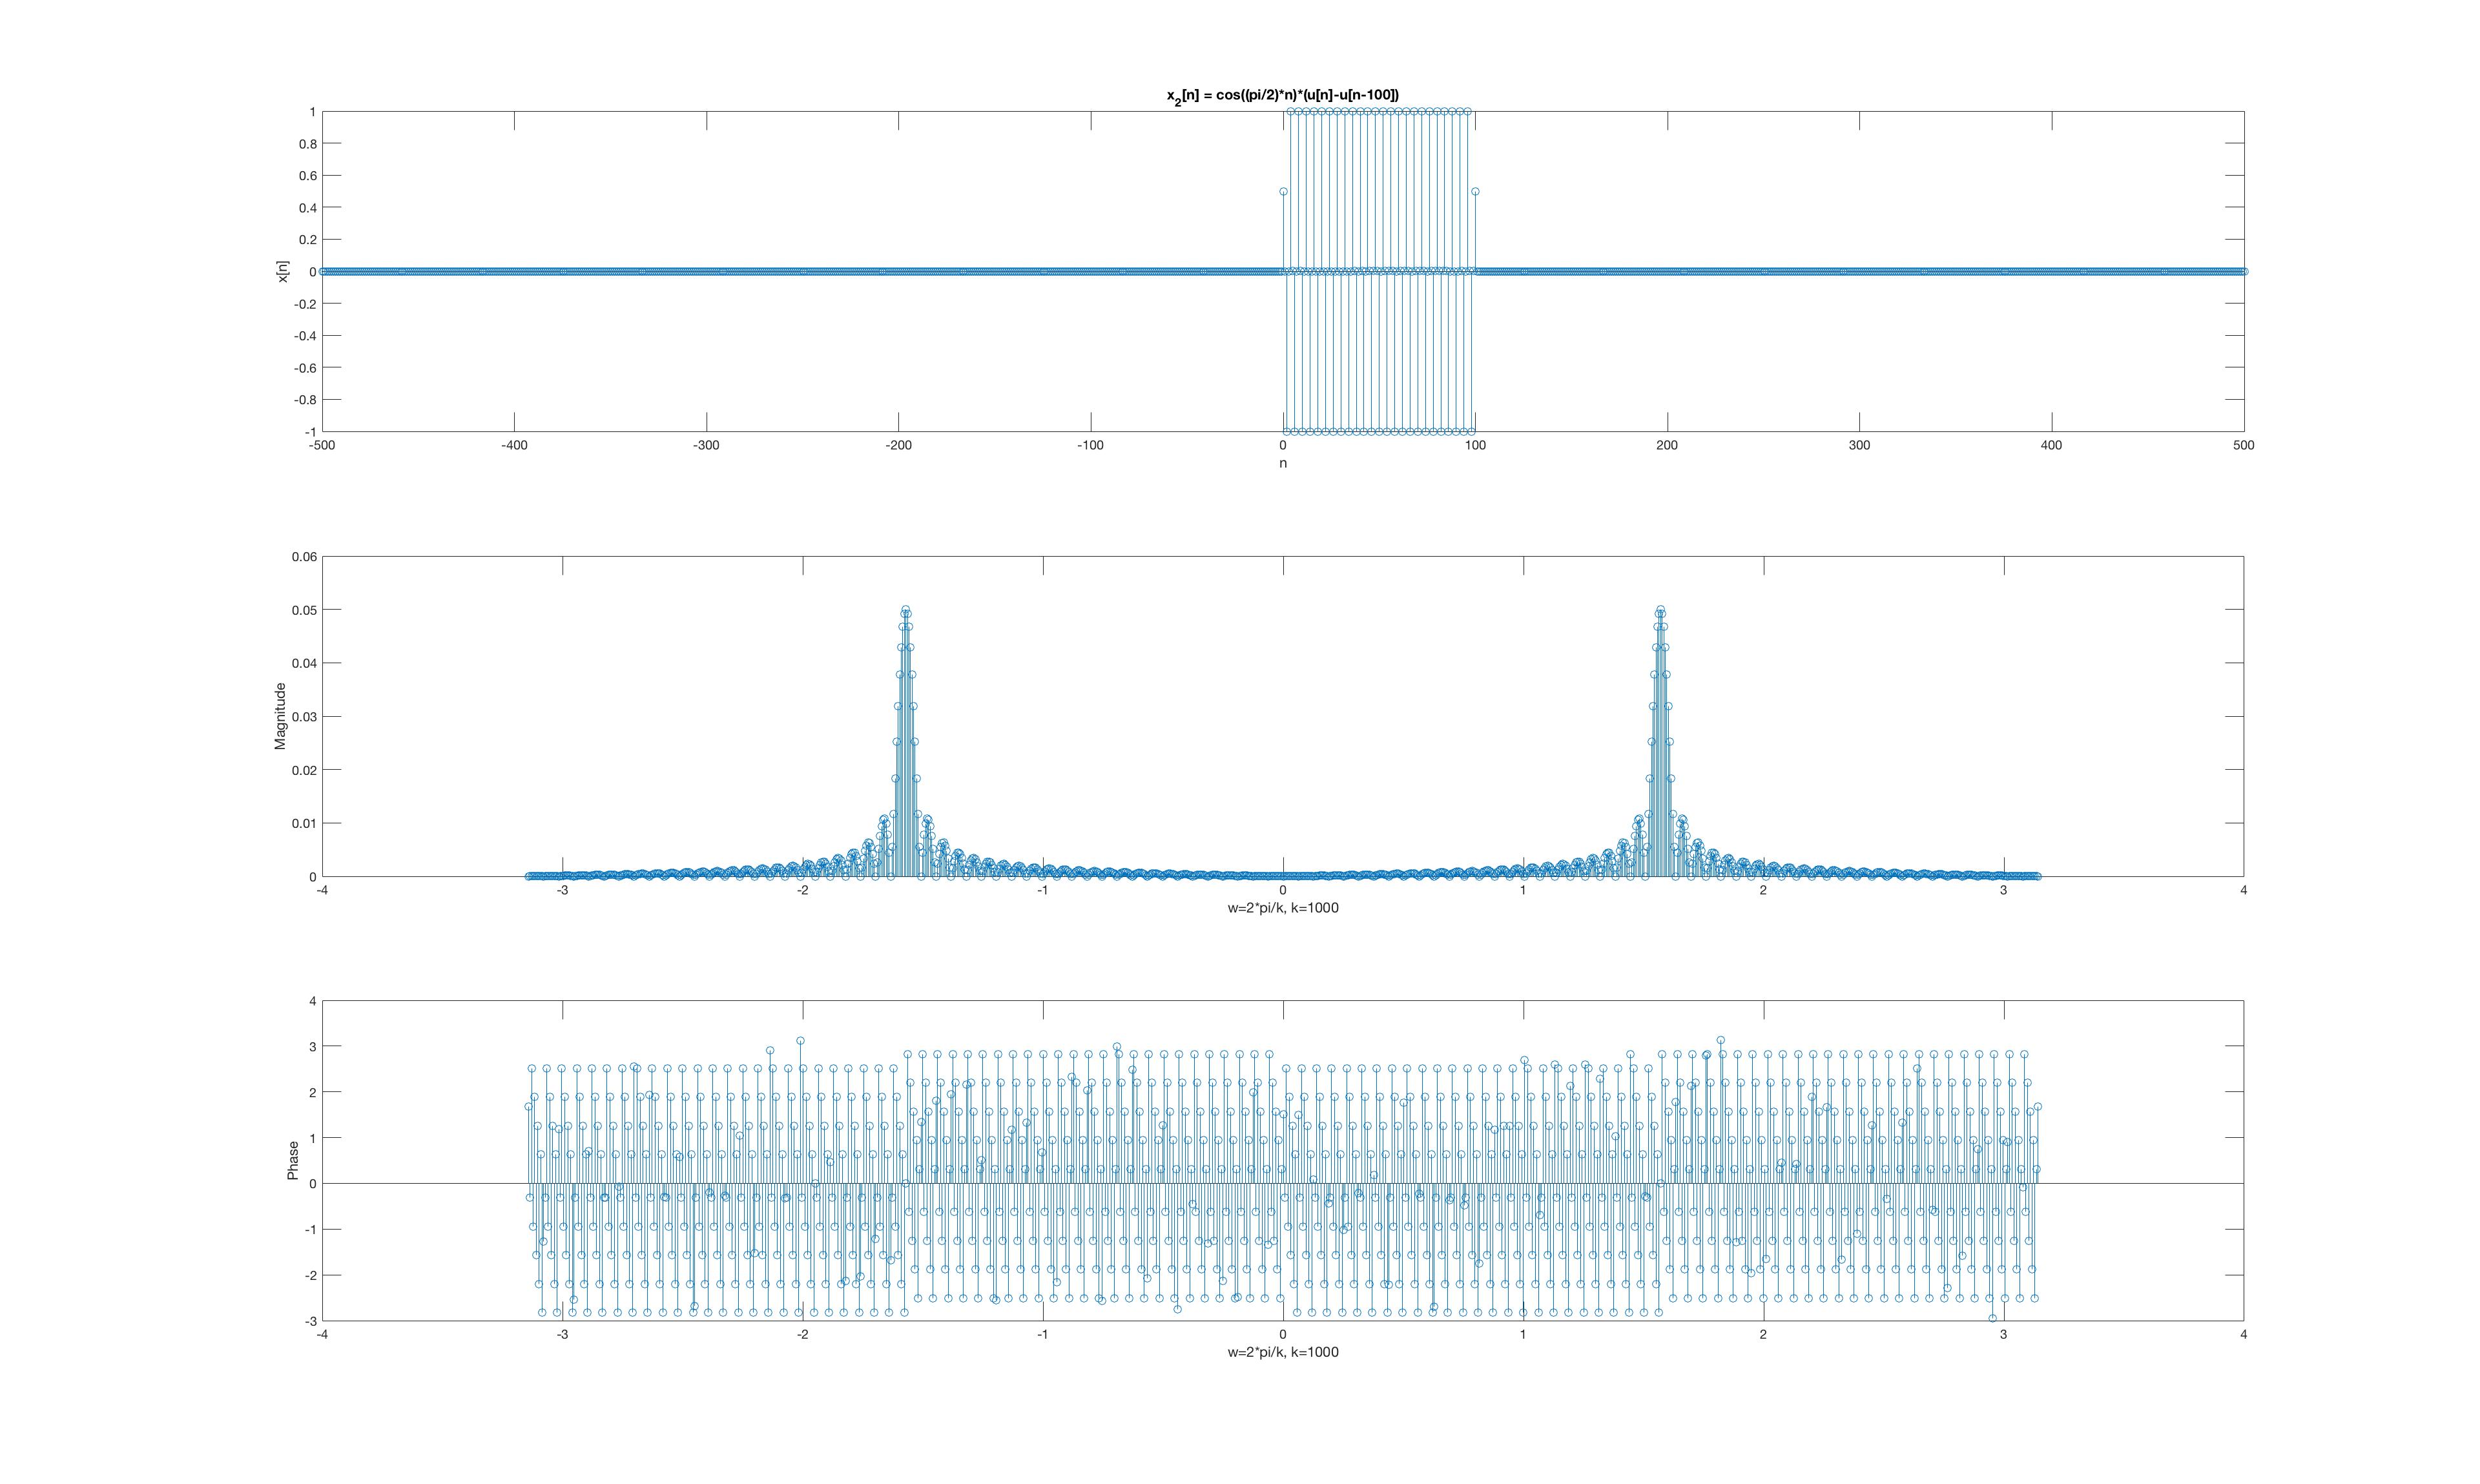 x2[n] = cos((pi/2)*n)*(u[n]-u[n-100])
1
0.8
0.6
0.4
0.2
0
-0.2
-0.4
-0.6
-0.8
-1
x[n]
-500 -400 -300 -200 -100 0 100 200 300 400 500
n
0.06
0.05
0.04
0.03
0.02
0.01
0
Magnitude
-4 -3 -2 -1 0 1 2 3 4
w=2*pi/k, k=1000
4
3
2
1
0
-1
-2
-3
Phase
-4 -3 -2 -1 0 1 2 3 4
w=2*pi/k, k=1000